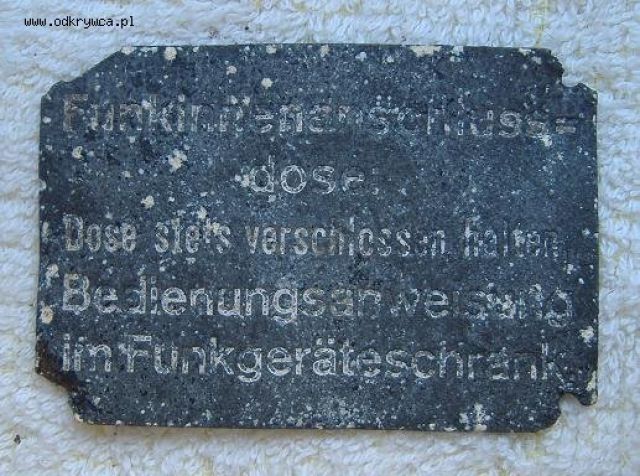 www.odkrywca.pl
Funkinnenanschluss=
dose.
Dose stets verschlossen halten,
Bedienungsanweisung
im Funkgeräteschrank.